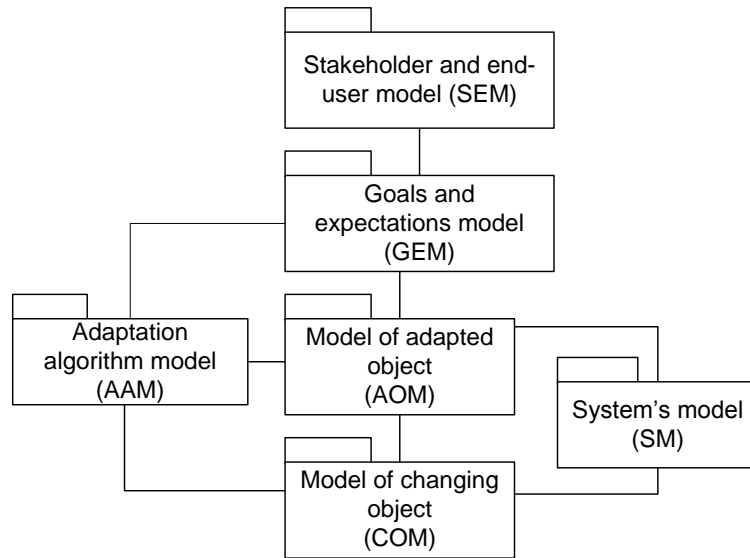 Stakeholder and end-
user model (SEM)
Goals and
expectations model
(GEM)
Adaptation
algorithm model
(AAM)
Model of adapted
object
(AOM)
System's model
(SM)
Model of changing
object
(COM)